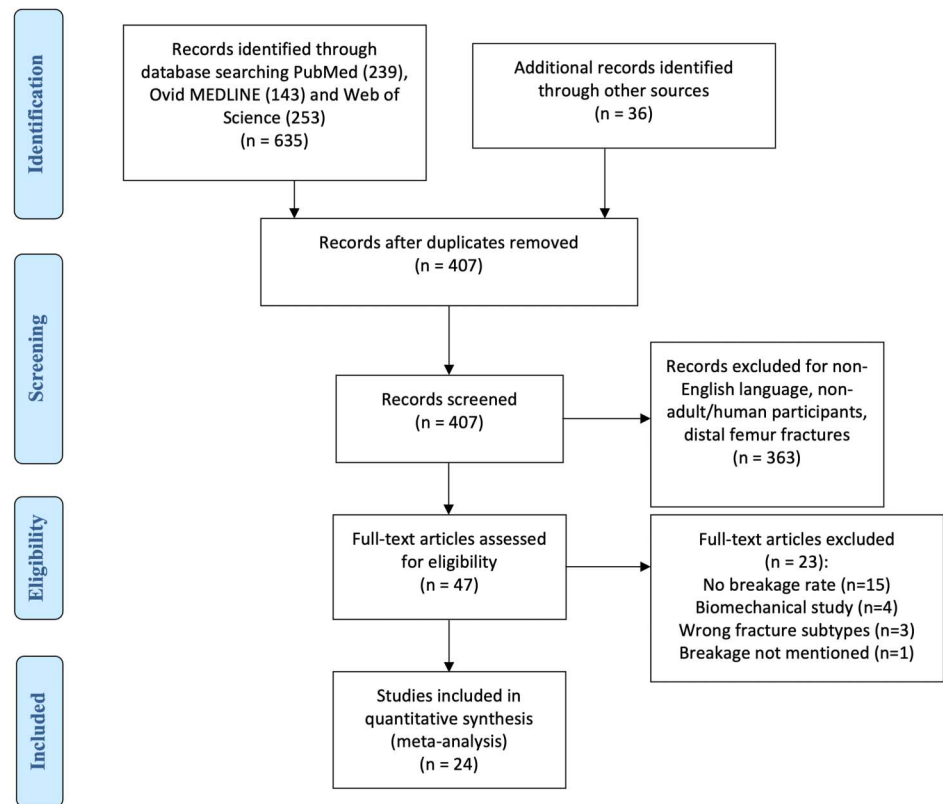 Identification
Records identified through
database searching PubMed (239),
Ovid MEDLINE (143) and Web of
Science (253)
(n = 635)
Additional records identified
through other sources
(n = 36)
Records after duplicates removed
(n = 407)
Screening
Records screened
(n = 407)
Records excluded for non-
English language, non-
adult/human participants,
distal femur fractures
(n = 363)
Eligibility
Full-text articles assessed
for eligibility
(n = 47)
Full-text articles excluded
(n = 23):
No breakage rate (n=15)
Biomechanical study (n=4)
Wrong fracture subtypes (n=3)
Breakage not mentioned (n=1)
Included
Studies included in
quantitative synthesis
(meta-analysis)
(n = 24)